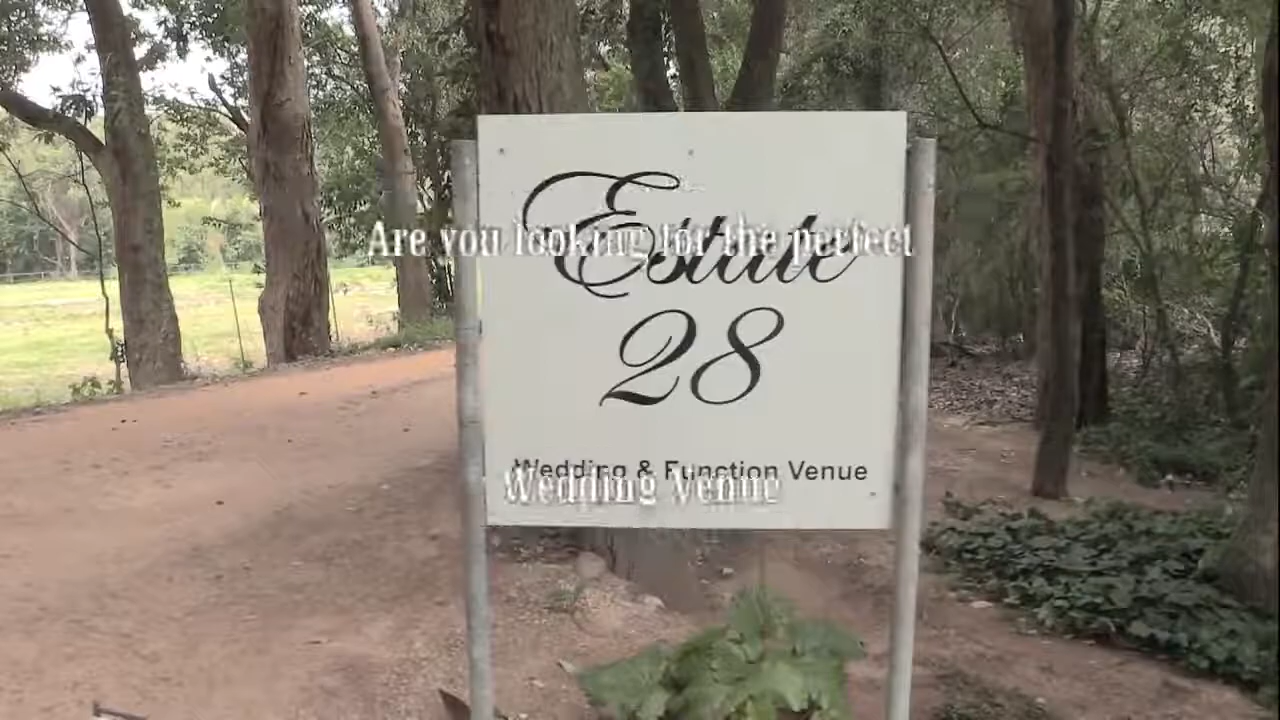 Estate
Are you looking for the perfect
28
Wedding & Function Venue
Wedding Venue